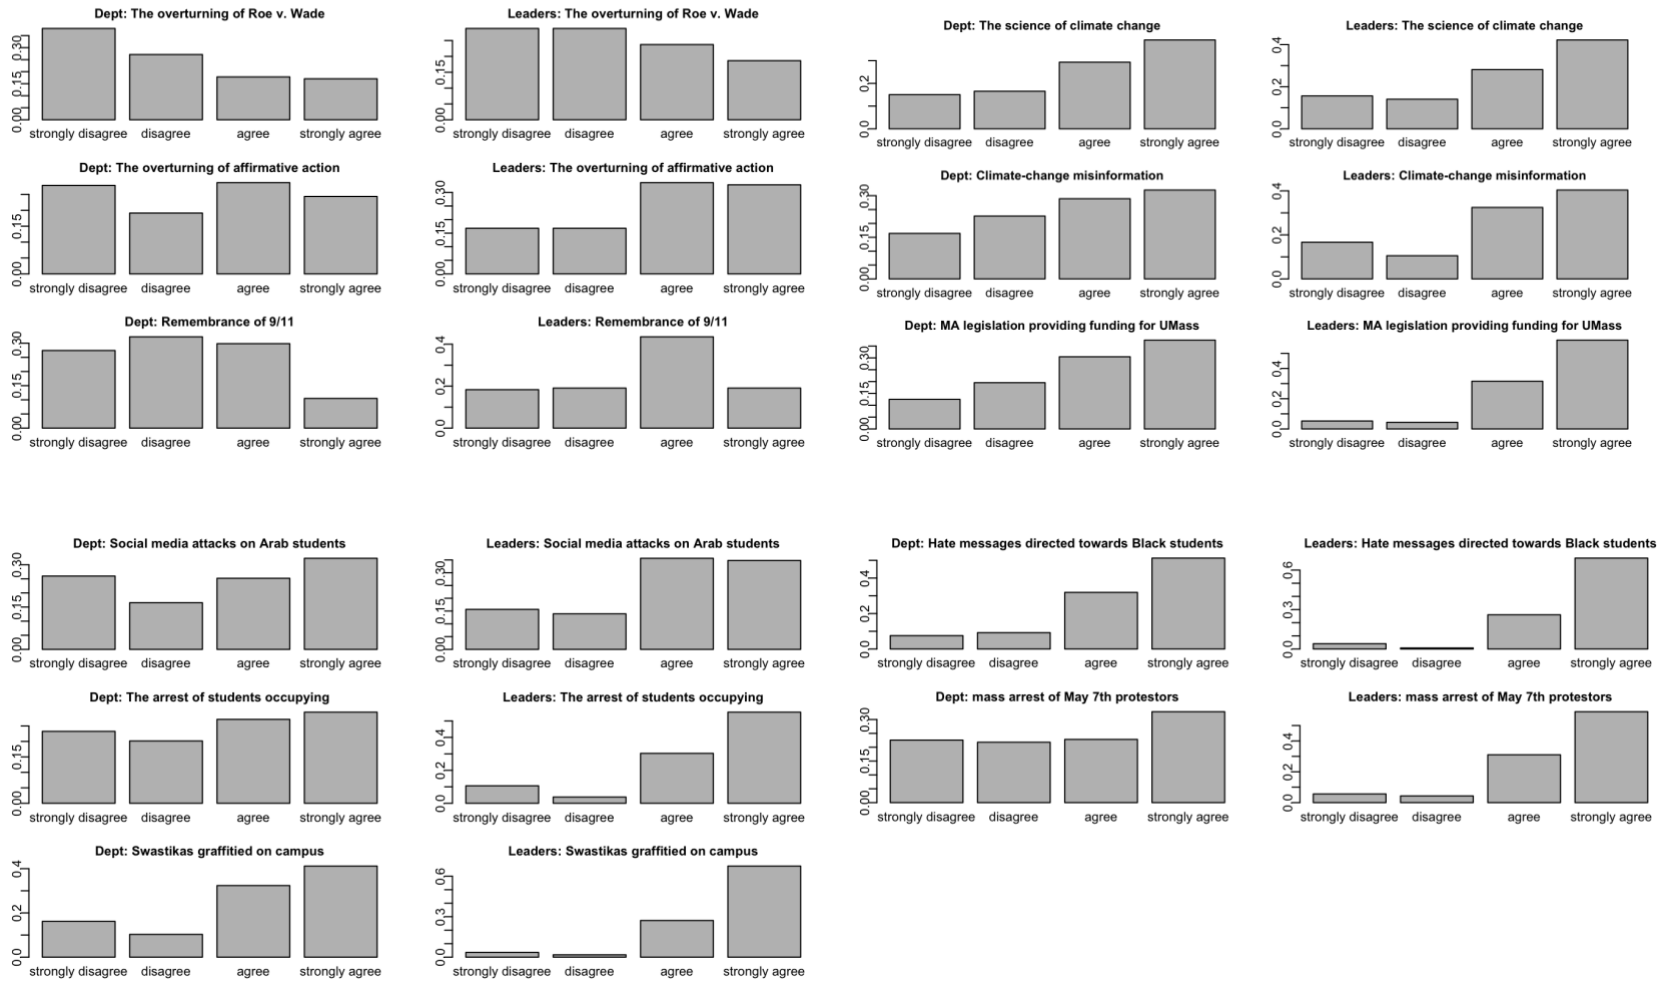 Dept: The overturning of Roe v. Wade
0.00 0.15 0.30
strongly disagree disagree agree strongly agree
Leaders: The overturning of Roe v. Wade
0.00 0.15
strongly disagree disagree agree strongly agree
Dept: The science of climate change
0.0 0.2
strongly disagree disagree agree strongly agree
Leaders: The science of climate change
0.0 0.2 0.4
strongly disagree disagree agree strongly agree
Dept: The overturning of affirmative action
0.00 0.15
strongly disagree disagree agree strongly agree
Leaders: The overturning of affirmative action
0.00 0.15 0.30
strongly disagree disagree agree strongly agree
Dept: Climate-change misinformation
0.00 0.15 0.30
strongly disagree disagree agree strongly agree
Leaders: Climate-change misinformation
0.0 0.2 0.4
strongly disagree disagree agree strongly agree
Dept: Remembrance of 9/11
0.00 0.15 0.30
strongly disagree disagree agree strongly agree
Leaders: Remembrance of 9/11
0.0 0.2 0.4
strongly disagree disagree agree strongly agree
Dept: MA legislation providing funding for UMass
0.00 0.15 0.30
strongly disagree disagree agree strongly agree
Leaders: MA legislation providing funding for UMass
0.0 0.2 0.4
strongly disagree disagree agree strongly agree
Dept: Social media attacks on Arab students
0.00 0.15 0.30
strongly disagree disagree agree strongly agree
Leaders: Social media attacks on Arab students
0.00 0.15 0.30
strongly disagree disagree agree strongly agree
Dept: Hate messages directed towards Black students
0.0 0.2 0.4
strongly disagree disagree agree strongly agree
Leaders: Hate messages directed towards Black students
0.0 0.3 0.6
strongly disagree disagree agree strongly agree
Dept: The arrest of students occupying
0.00 0.15
strongly disagree disagree agree strongly agree
Leaders: The arrest of students occupying
0.0 0.2 0.4
strongly disagree disagree agree strongly agree
Dept: mass arrest of May 7th protestors
0.00 0.15 0.30
strongly disagree disagree agree strongly agree
Leaders: mass arrest of May 7th protestors
0.0 0.2 0.4
strongly disagree disagree agree strongly agree
Dept: Swastikas graffitied on campus
0.0 0.2 0.4
strongly disagree disagree agree strongly agree
Leaders: Swastikas graffitied on campus
0.0 0.3 0.6
strongly disagree disagree agree strongly agree